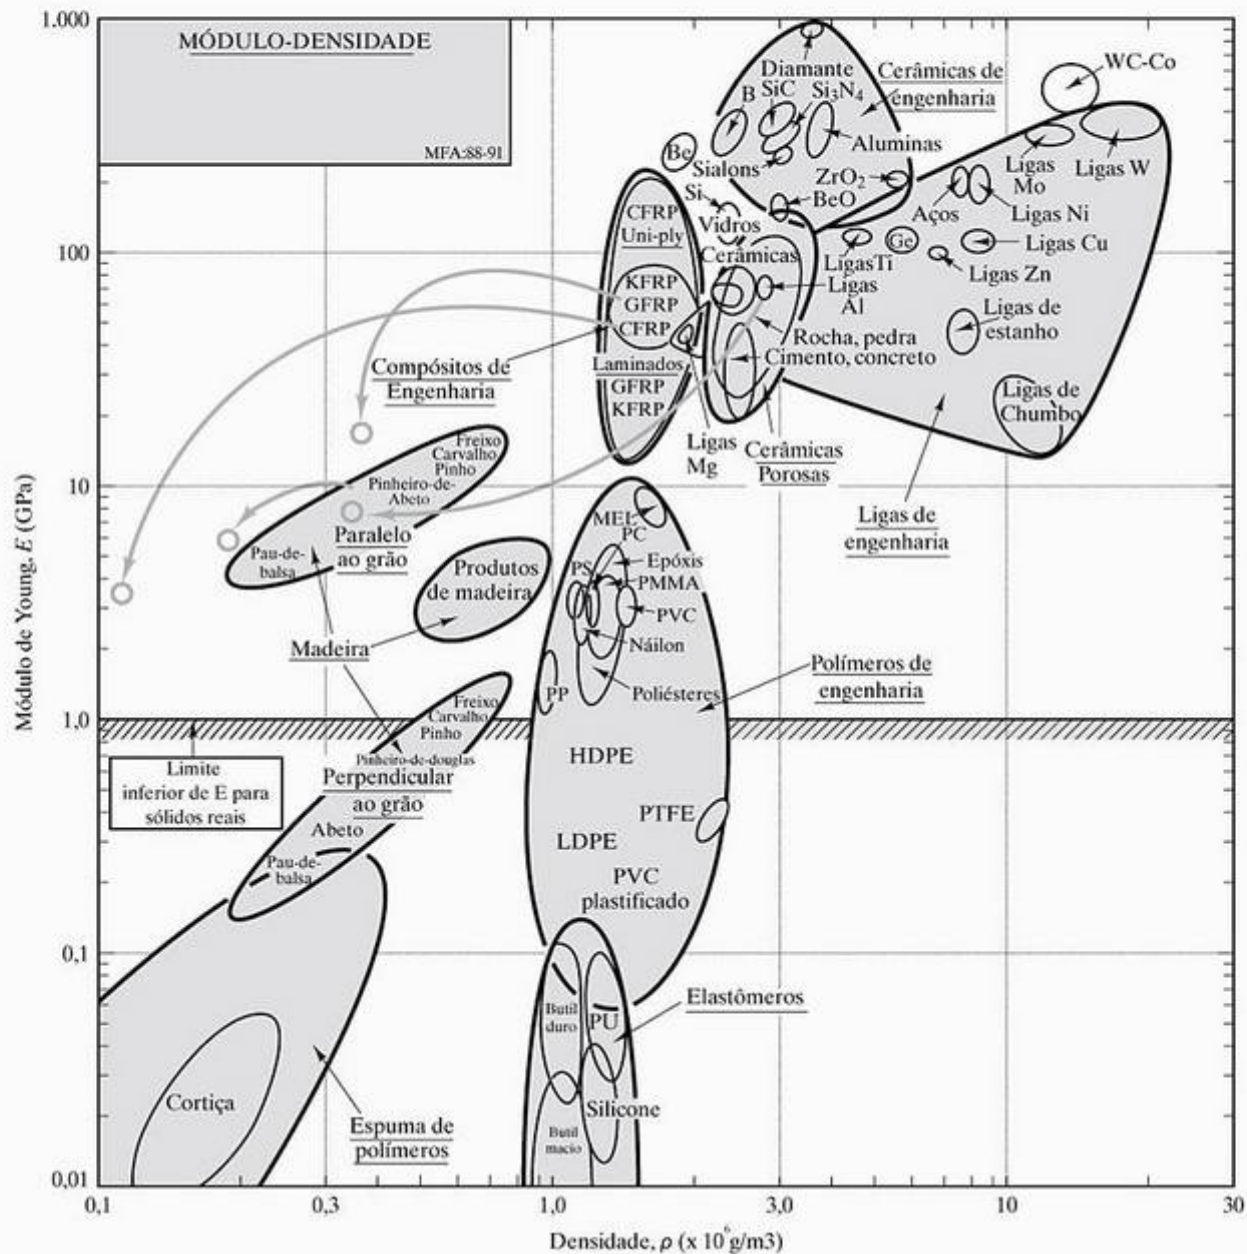 1.000
MÓDULO-DENSIDADE
MFA:88-91
100
10
1,0
0,1
0,01
Módulo de Young, E (GPa)
Diamante
Cerâmicas de
engenharia
WC-Co
B
SiC
Si3N4
Aluminas
Be
Sialons
ZrO2
BeO
Si
Vidros
Cerâmicas
Ligas
Mo
Ligas W
Aços
Ligas Ni
Ligas Ti
Ge
Ligas Cu
Ligas Zn
Ligas
Al
Ligas de
estanho
Rocha, pedra
Cimento, concreto
Ligas de
Chumbo
CFRP
Uni-ply
KFRP
GFRP
CFRP
Laminados
GFRP
KFRP
Compósitos de
Engenharia
Ligas
Mg
Cerâmicas
Porosas
Ligas de
engenharia
Freixo
Carvalho
Pinho
Pinheiro-de-
Abeto
Pau-de-
balsa
Paralelo
ao grão
Produtos
de madeira
Madeira
MEL
PC
PS
Epóxis
PMMA
PVC
Náilon
PP
Poliésteres
Polímeros de
engenharia
Freixo
Carvalho
Pinho
Pinheiro-de-douglas
Perpendicular
ao grão
Limite
inferior de E para
sólidos reais
HDPE
PTFE
LDPE
PVC
plastificado
Abeto
Pau-de-
balsa
Elastômeros
Butil
duro
PU
Cortiça
Silicone
Butil
macio
Espuma de
polímeros
0,1
0,3
1,0
3,0
10
30
Densidade, ρ (x 10⁶g/m3)